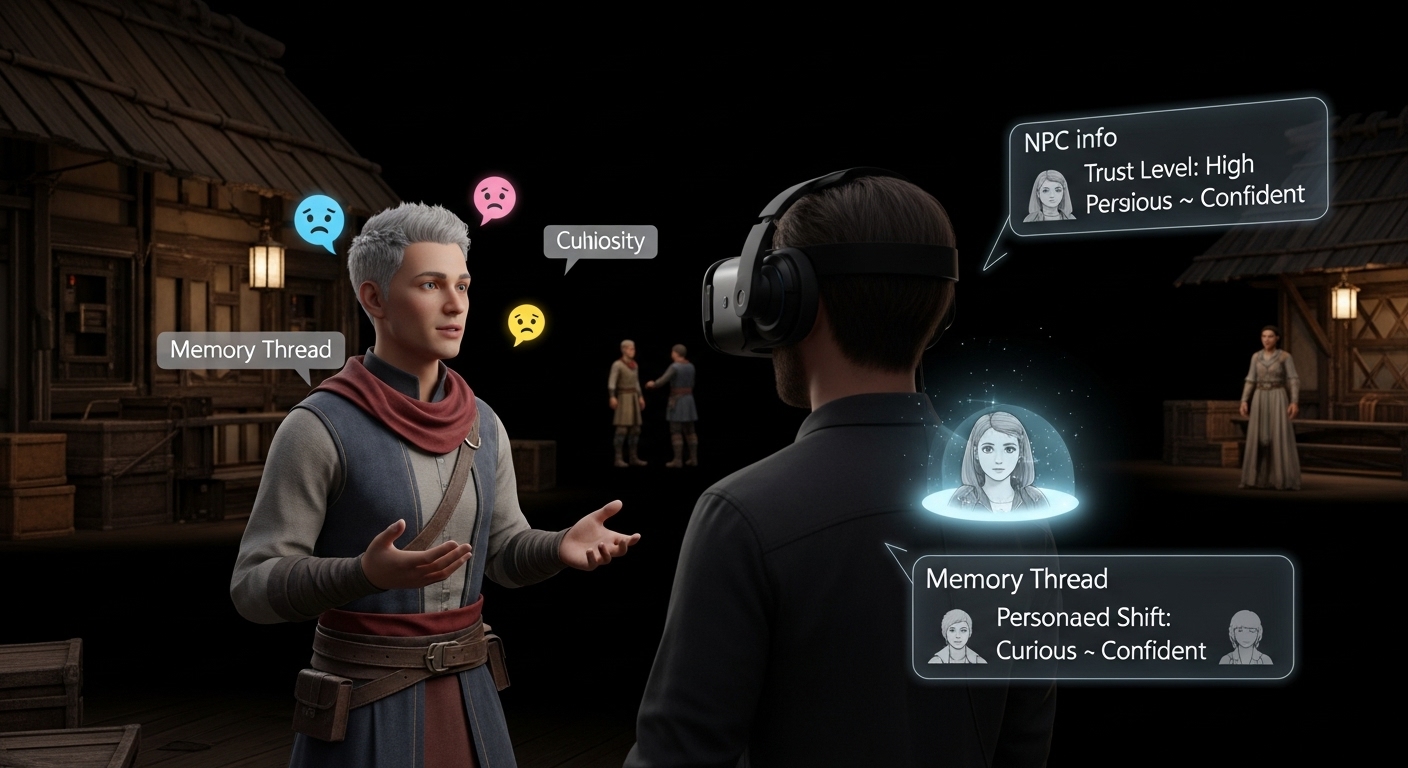 NPC info
Trust Level: High
Persious ~ Confident
Cuhiosity
Memory Thread
Memory Thread
Personaed Shift:
Curious ~ Confident